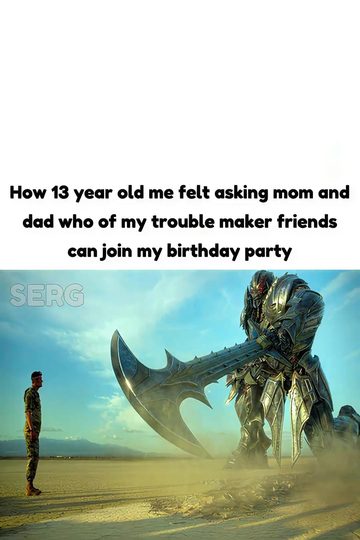 How 13 year old me felt asking mom and
dad who of my trouble maker friends
can join my birthday party
SERG